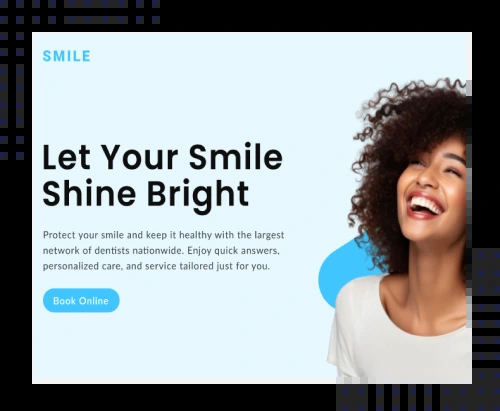 SMILE
Let Your Smile
Shine Bright
Protect your smile and keep it healthy with the largest
network of dentists nationwide. Enjoy quick answers,
personalized care, and service tailored just for you.
Book Online